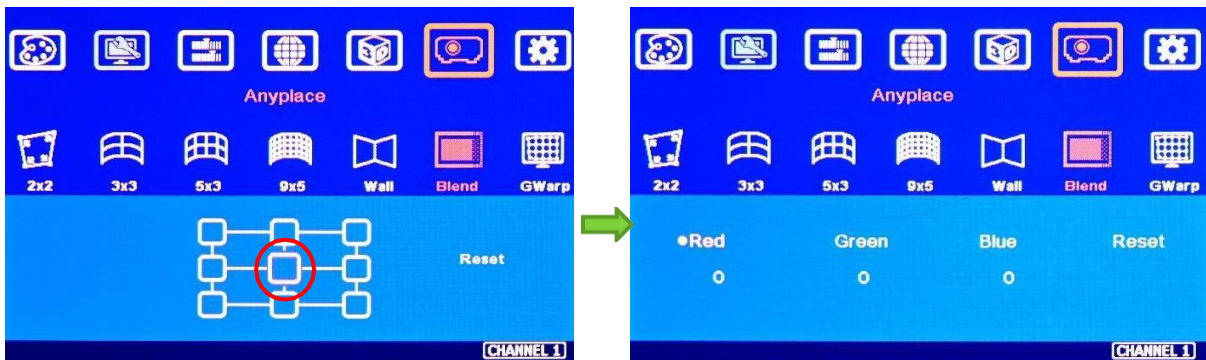 Anyplace
2x2 3x3 5x3 9x5 Wall Blend GWarp
Reset
CHANNEL 1
Anyplace
2x2 3x3 5x3 9x5 Wall Blend GWarp
•Red Green Blue Reset
0 0 0
CHANNEL 1